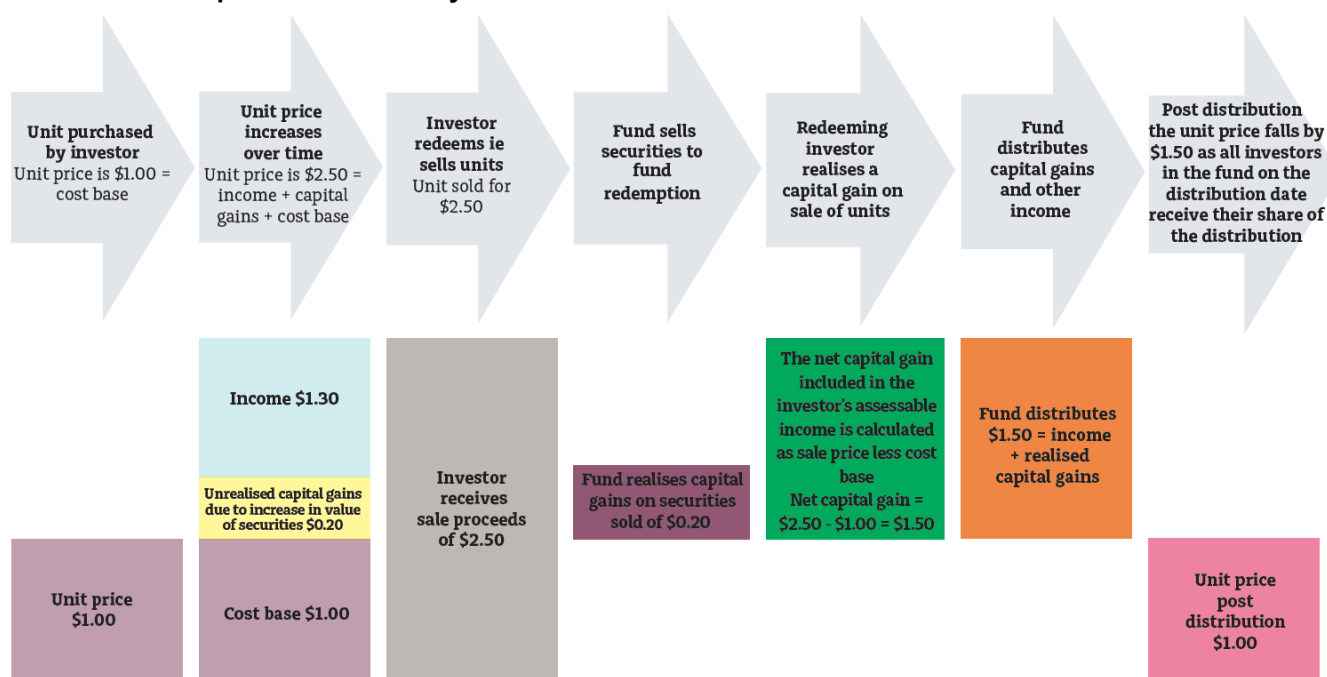 Unit purchased
by investor
Unit price is $1.00 =
cost base
Unit price
increases
over time
Unit price is $2.50 =
income + capital
gains + cost base
Investor
redeems ie
sells units
Unit sold for
$2.50
Fund sells
securities to
fund
redemption
Redeeming
investor
realises a
capital gain on
sale of units
Fund
distributes
capital gains
and other
income
Post distribution
the unit price falls by
$1.50 as all investors
in the fund on the
distribution date
receive their share of
the distribution
Unit price
$1.00
Income $1.30
Unrealised capital gains
due to increase in value
of securities $0.20
Cost base $1.00
Investor
receives
sale proceeds
of $2.50
Fund realises capital
gains on securities
sold of $0.20
The net capital gain
included in the
investor's assessable
income is calculated
as sale price less cost
base
Net capital gain =
$2.50 - $1.00 = $1.50
Fund distributes
$1.50 = income
+ realised
capital gains
Unit price
post
distribution
$1.00